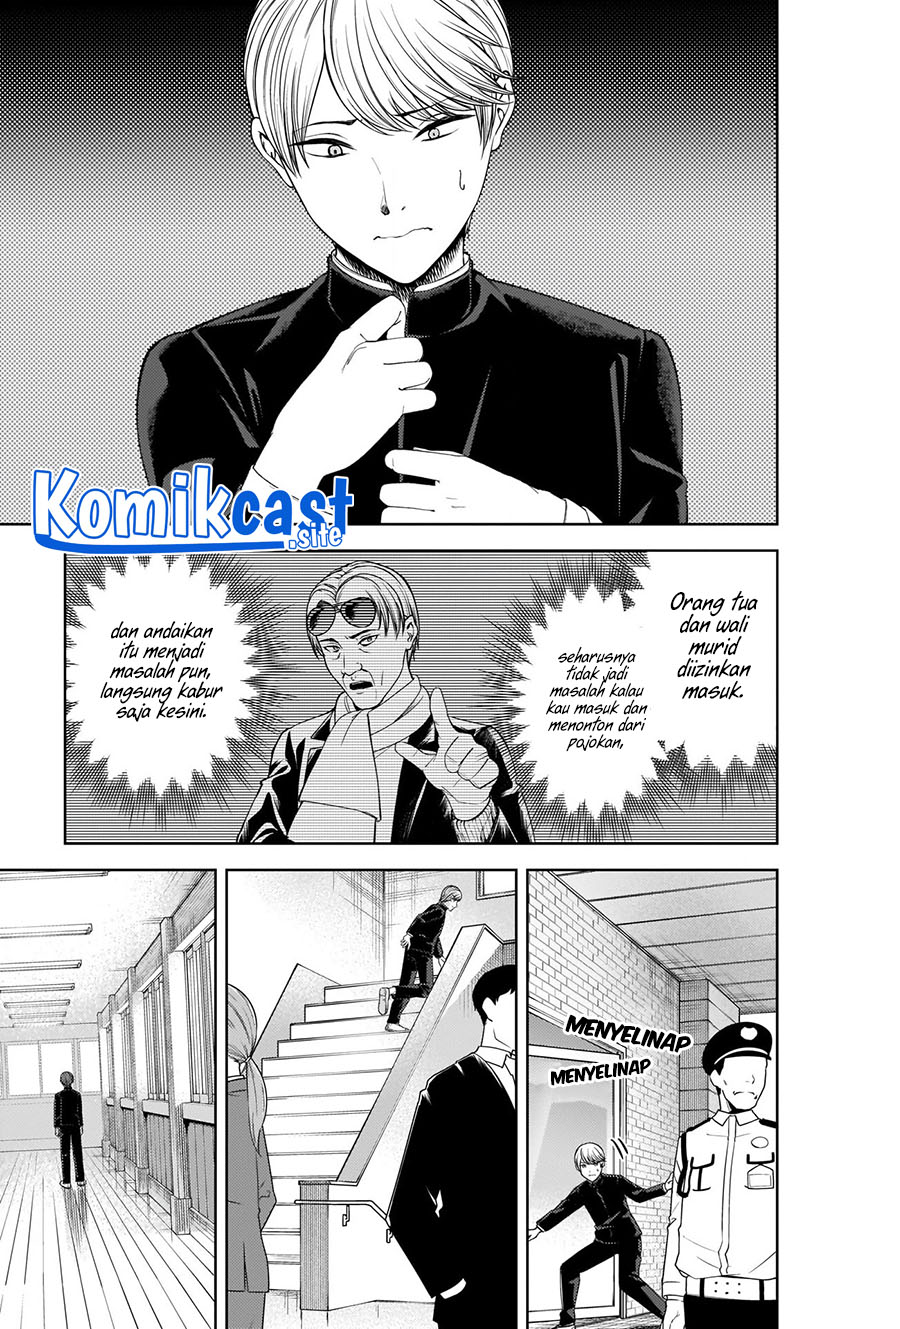 Komikcast
.site
Orang tua
dan wali
murid
diizinkan
masuk.
seharusnya
tidak jadi
masalah kalau
kau masuk dan
menonton dari
pojokan,
dan andaikan
itu menjadi
masalah pun,
langsung kabur
saja kesini.
MENYELINAP
MENYELINAP